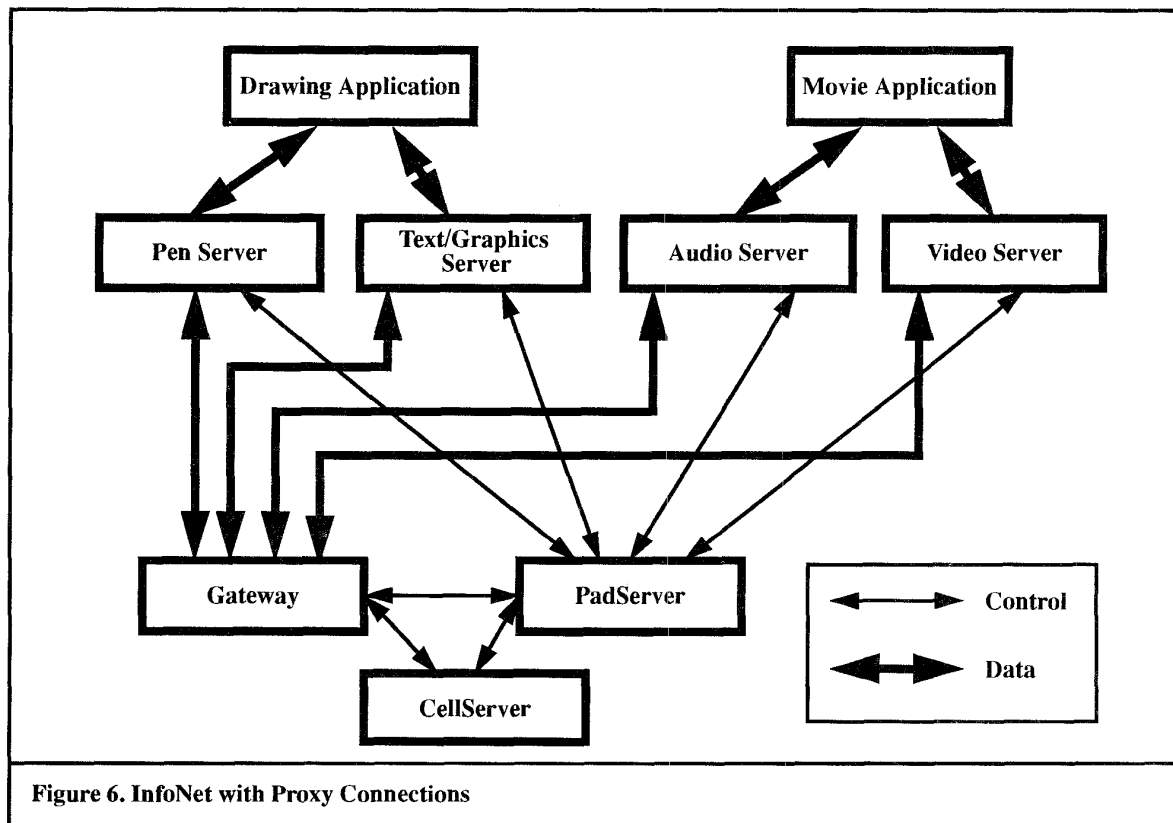 Drawing Application
Movie Application
Pen Server
Text/Graphics
Server
Audio Server
Video Server
Gateway
PadServer
CellServer
Control
Data
Figure 6. InfoNet with Proxy Connections